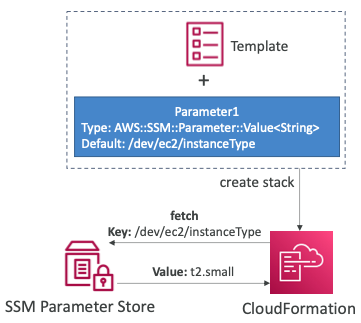 Template
+
Parameter1
Type: AWS::SSM::Parameter::Value<String>
Default: /dev/ec2/instanceType
create stack
fetch
Key: /dev/ec2/instanceType
Value: t2.small
SSM Parameter Store
CloudFormation